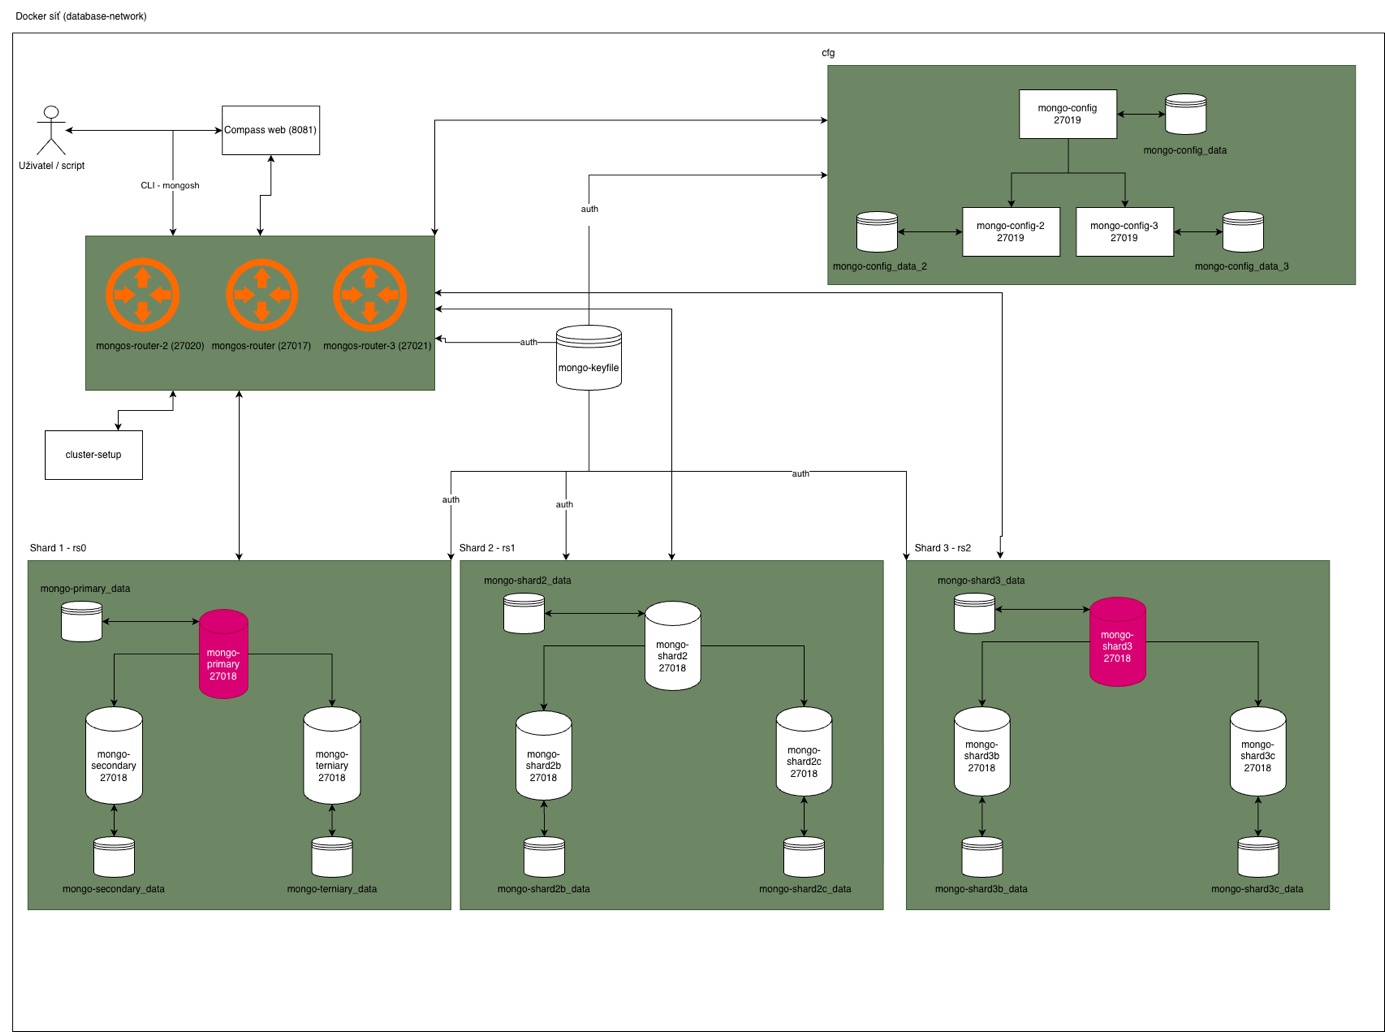 Docker síť (database-network)
cfg
mongo-config
27019
mongo-config_data
mongo-config-2
27019
mongo-config-3
27019
mongo-config_data_2
mongo-config_data_3
Uživatel / script
Compass web (8081)
CLI - mongosh
auth
mongos-router-2 (27020)
mongos-router (27017)
mongos-router-3 (27021)
auth
mongo-keyfile
cluster-setup
auth
auth
auth
Shard 1 - rs0
mongo-primary_data
mongo-
primary
27018
mongo-
secondary
27018
mongo-
terniary
27018
mongo-secondary_data
mongo-terniary_data
Shard 2 - rs1
mongo-shard2_data
mongo-
shard2
27018
mongo-
shard2b
27018
mongo-
shard2c
27018
mongo-shard2b_data
mongo-shard2c_data
Shard 3 - rs2
mongo-shard3_data
mongo-
shard3
27018
mongo-
shard3b
27018
mongo-
shard3c
27018
mongo-shard3b_data
mongo-shard3c_data